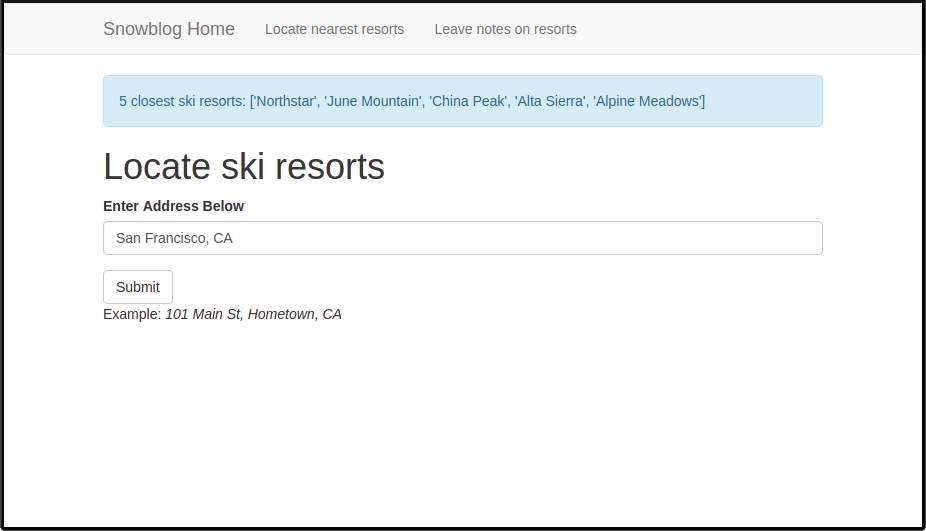 Snowblog Home Locate nearest resorts Leave notes on resorts
5 closest ski resorts: ['Northstar', 'June Mountain', 'China Peak', 'Alta Sierra', 'Alpine Meadows']
Locate ski resorts
Enter Address Below
San Francisco, CA
Submit
Example: 101 Main St, Hometown, CA